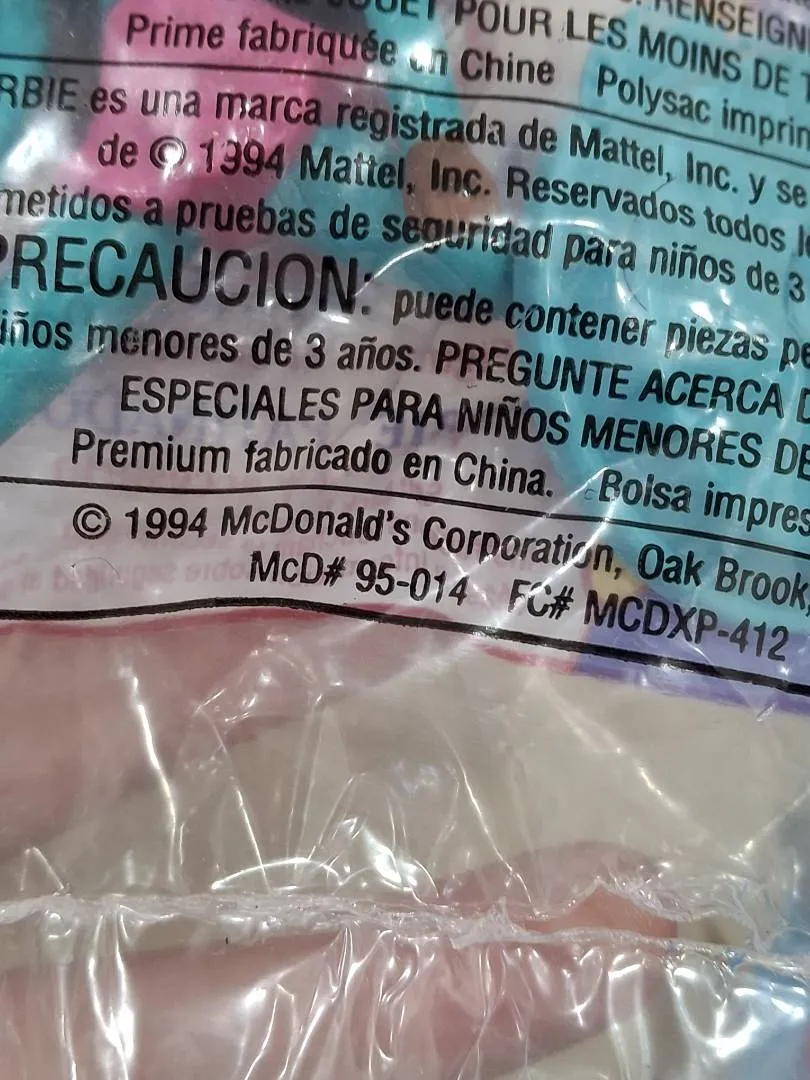 POUR LES MOINS DE
Prime fabriquée en Chine Polysac imprim
RBIE es una marca registrada de Mattel, Inc. y se
de © 1994 Mattel, Inc. Reservados todos
metidos a pruebas de seguridad para niños de 3
PRECAUCION: puede contener piezas pe
iños menores de 3 años. PREGUNTE ACERCA
ESPECIALES PARA NIÑOS MENORES DE
Premium fabricado en China. Bolsa impres
© 1994 McDonald's Corporation, Oak Brook,
McD# 95-014 FC# MCDXP-412